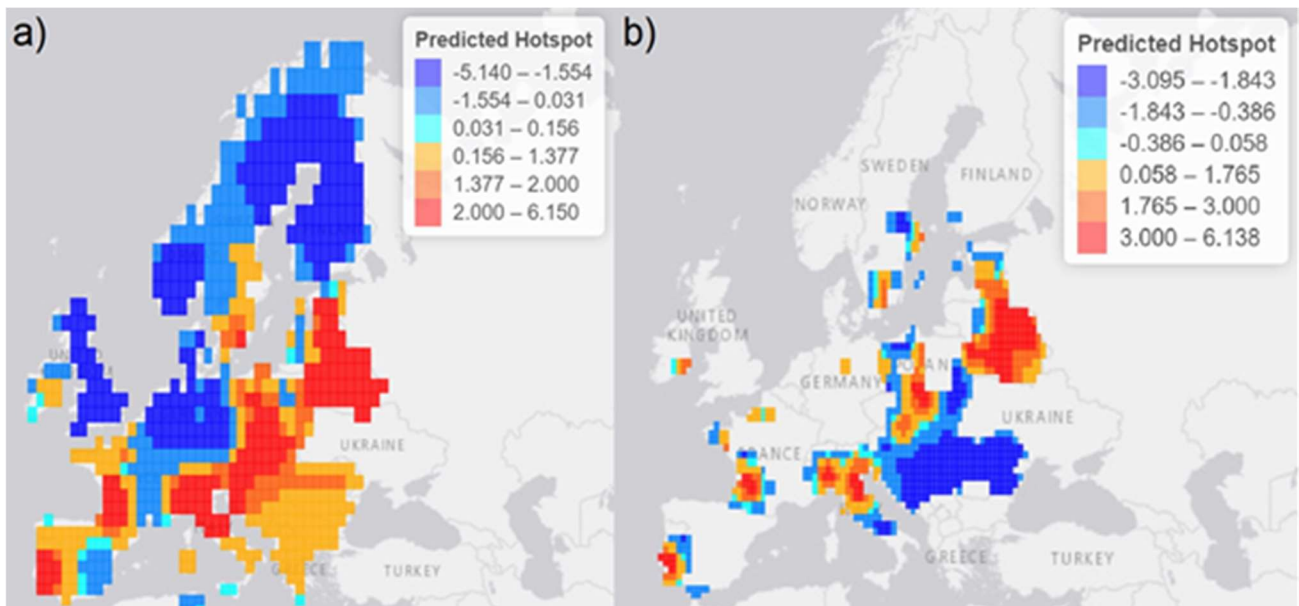 a)
Predicted Hotspot
-5.140 – -1.554
-1.554 – 0.031
0.031 – 0.156
0.156 – 1.377
1.377 – 2.000
2.000 – 6.150
UKRAINE
GREECE
TURKEY
b)
Predicted Hotspot
-3.095 – -1.843
-1.843 – -0.386
-0.386 – 0.058
0.058 – 1.765
1.765 – 3.000
3.000 – 6.138
SWEDEN
FINLAND
NORWAY
UNITED
KINGDOM
GERMANY
UKRAINE
FRANCE
GREECE
TURKEY